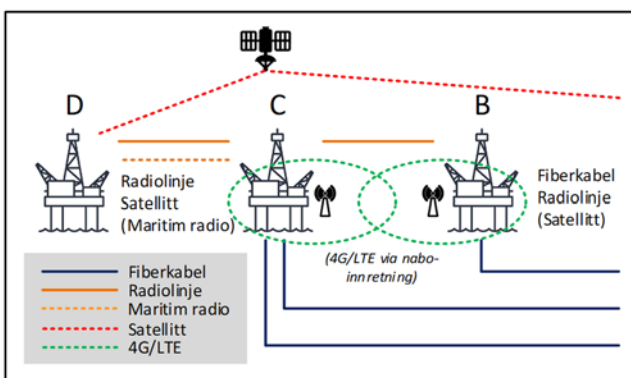 D
C
B
Radiolinje
Satellitt
(Maritim radio)
Fiberkabel
Radiolinje
(Satellitt)
(4G/LTE via nabo-
innretning)
Fiberkabel
Radiolinje
Maritim radio
Satellitt
4G/LTE